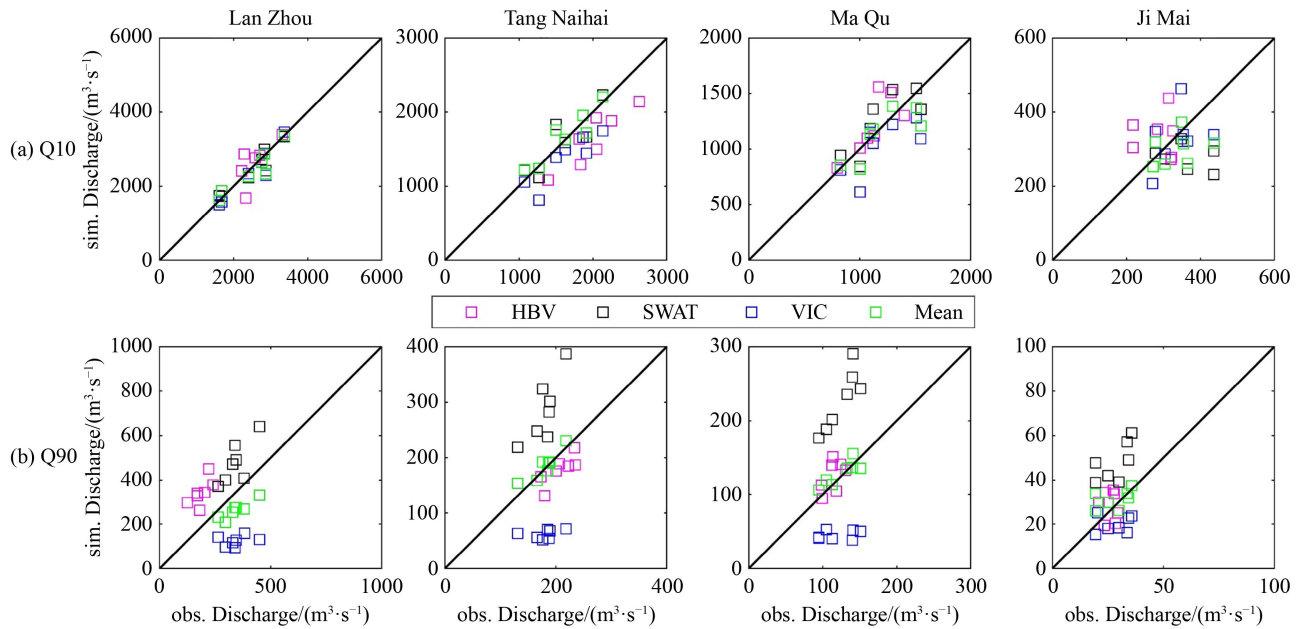 Lan Zhou Tang Naihai Ma Qu Ji Mai
(a) Q10
sim. Discharge/(m³·s⁻¹)
6000 4000 2000 0
0 2000 4000 6000
3000 2000 1000 0
0 1000 2000 3000
2000 1500 1000 500 0
0 1000 2000
600 400 200 0
0 200 400 600
HBV SWAT VIC Mean
(b) Q90
sim. Discharge/(m³·s⁻¹)
1000 800 600 400 200 0
0 500 1000
400 300 200 100 0
0 200 400
300 200 100 0
0 100 200 300
100 80 60 40 20 0
0 50 100
obs. Discharge/(m³·s⁻¹) obs. Discharge/(m³·s⁻¹) obs. Discharge/(m³·s⁻¹) obs. Discharge/(m³·s⁻¹)